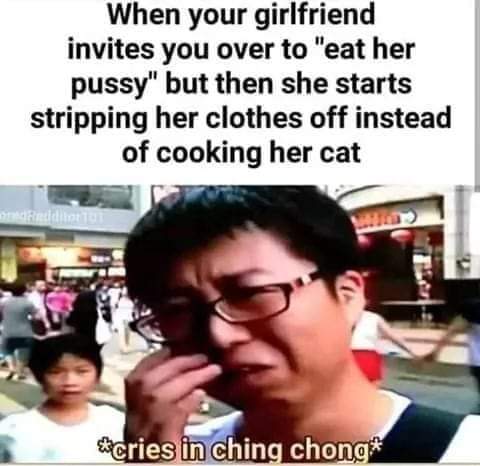 When your girlfriend
invites you over to "eat her
pussy" but then she starts
stripping her clothes off instead
of cooking her cat
*cries in ching chong*